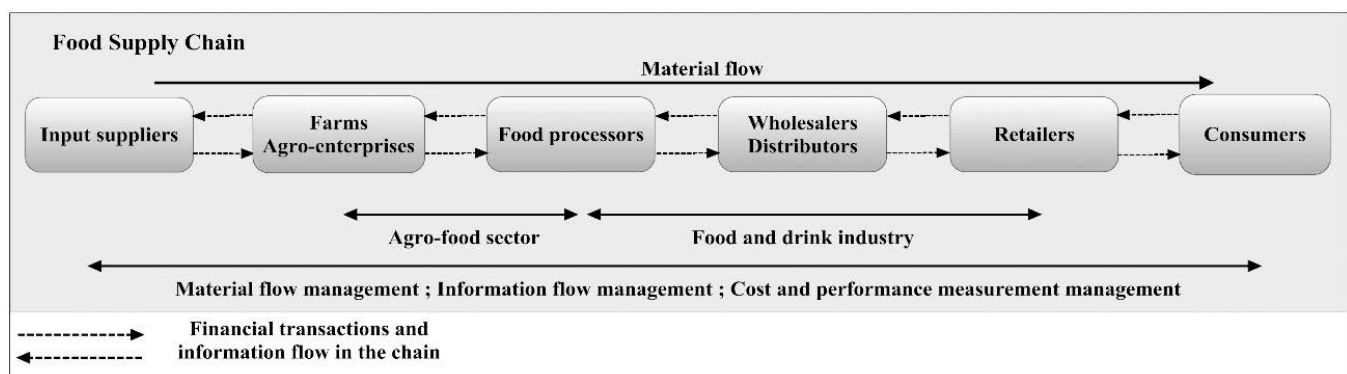 Food Supply Chain
Material flow
Input suppliers
Farms
Agro-enterprises
Food processors
Wholesalers
Distributors
Retailers
Consumers
Agro-food sector
Food and drink industry
Material flow management ; Information flow management ; Cost and performance measurement management
Financial transactions and
information flow in the chain